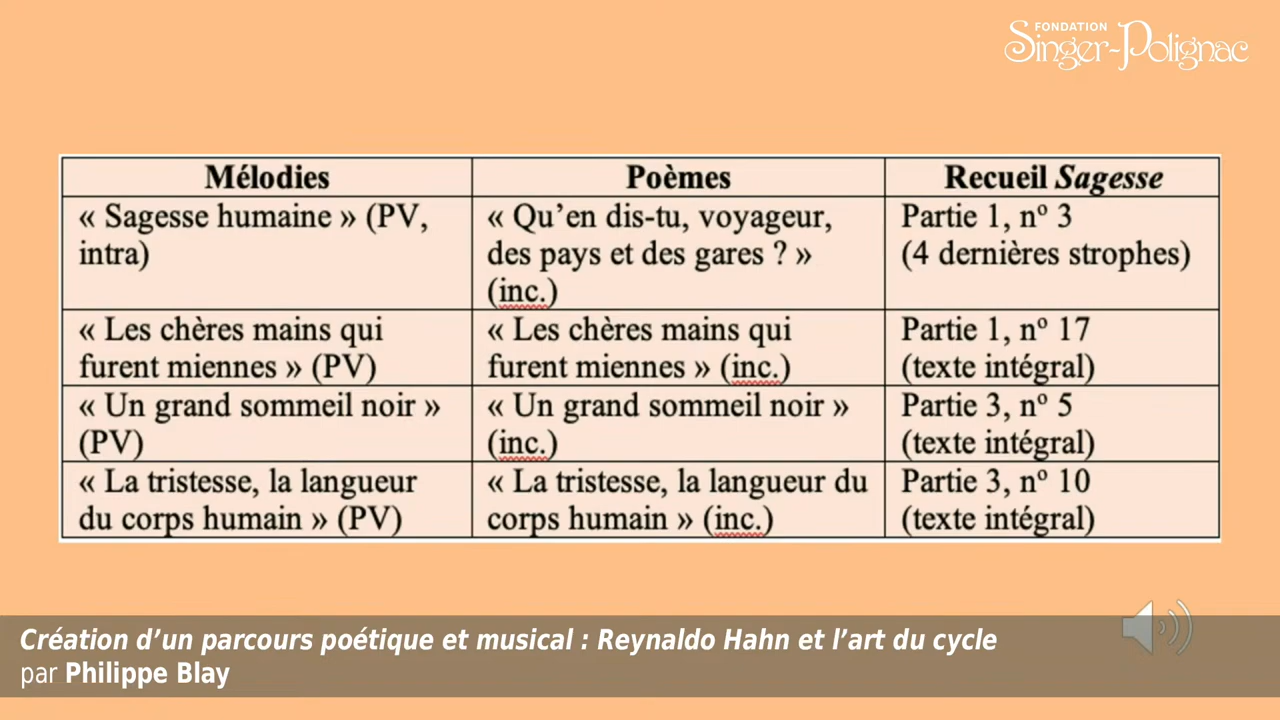 FONDATION
Singer-Polignac
Mélodies
Poèmes
Recueil Sagesse
« Sagesse humaine » (PV,
intra)
« Qu’en dis-tu, voyageur,
des pays et des gares ? »
(inc.)
Partie 1, nº 3
(4 dernières strophes)
« Les chères mains qui
furent miennes » (PV)
« Les chères mains qui
furent miennes » (inc.)
Partie 1, nº 17
(texte intégral)
« Un grand sommeil noir »
(PV)
« Un grand sommeil noir »
(inc.)
Partie 3, nº 5
(texte intégral)
« La tristesse, la langueur
du corps humain » (PV)
« La tristesse, la langueur du
corps humain » (inc.)
Partie 3, nº 10
(texte intégral)
Création d’un parcours poétique et musical : Reynaldo Hahn et l’art du cycle
par Philippe Blay